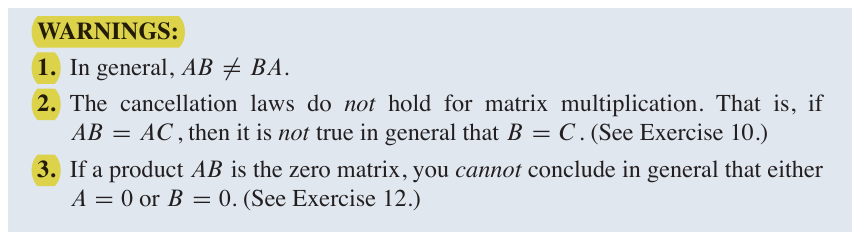 WARNINGS:
1. In general, AB ≠ BA.
2. The cancellation laws do not hold for matrix multiplication. That is, if
AB = AC, then it is not true in general that B = C. (See Exercise 10.)
3. If a product AB is the zero matrix, you cannot conclude in general that either
A = 0 or B = 0. (See Exercise 12.)